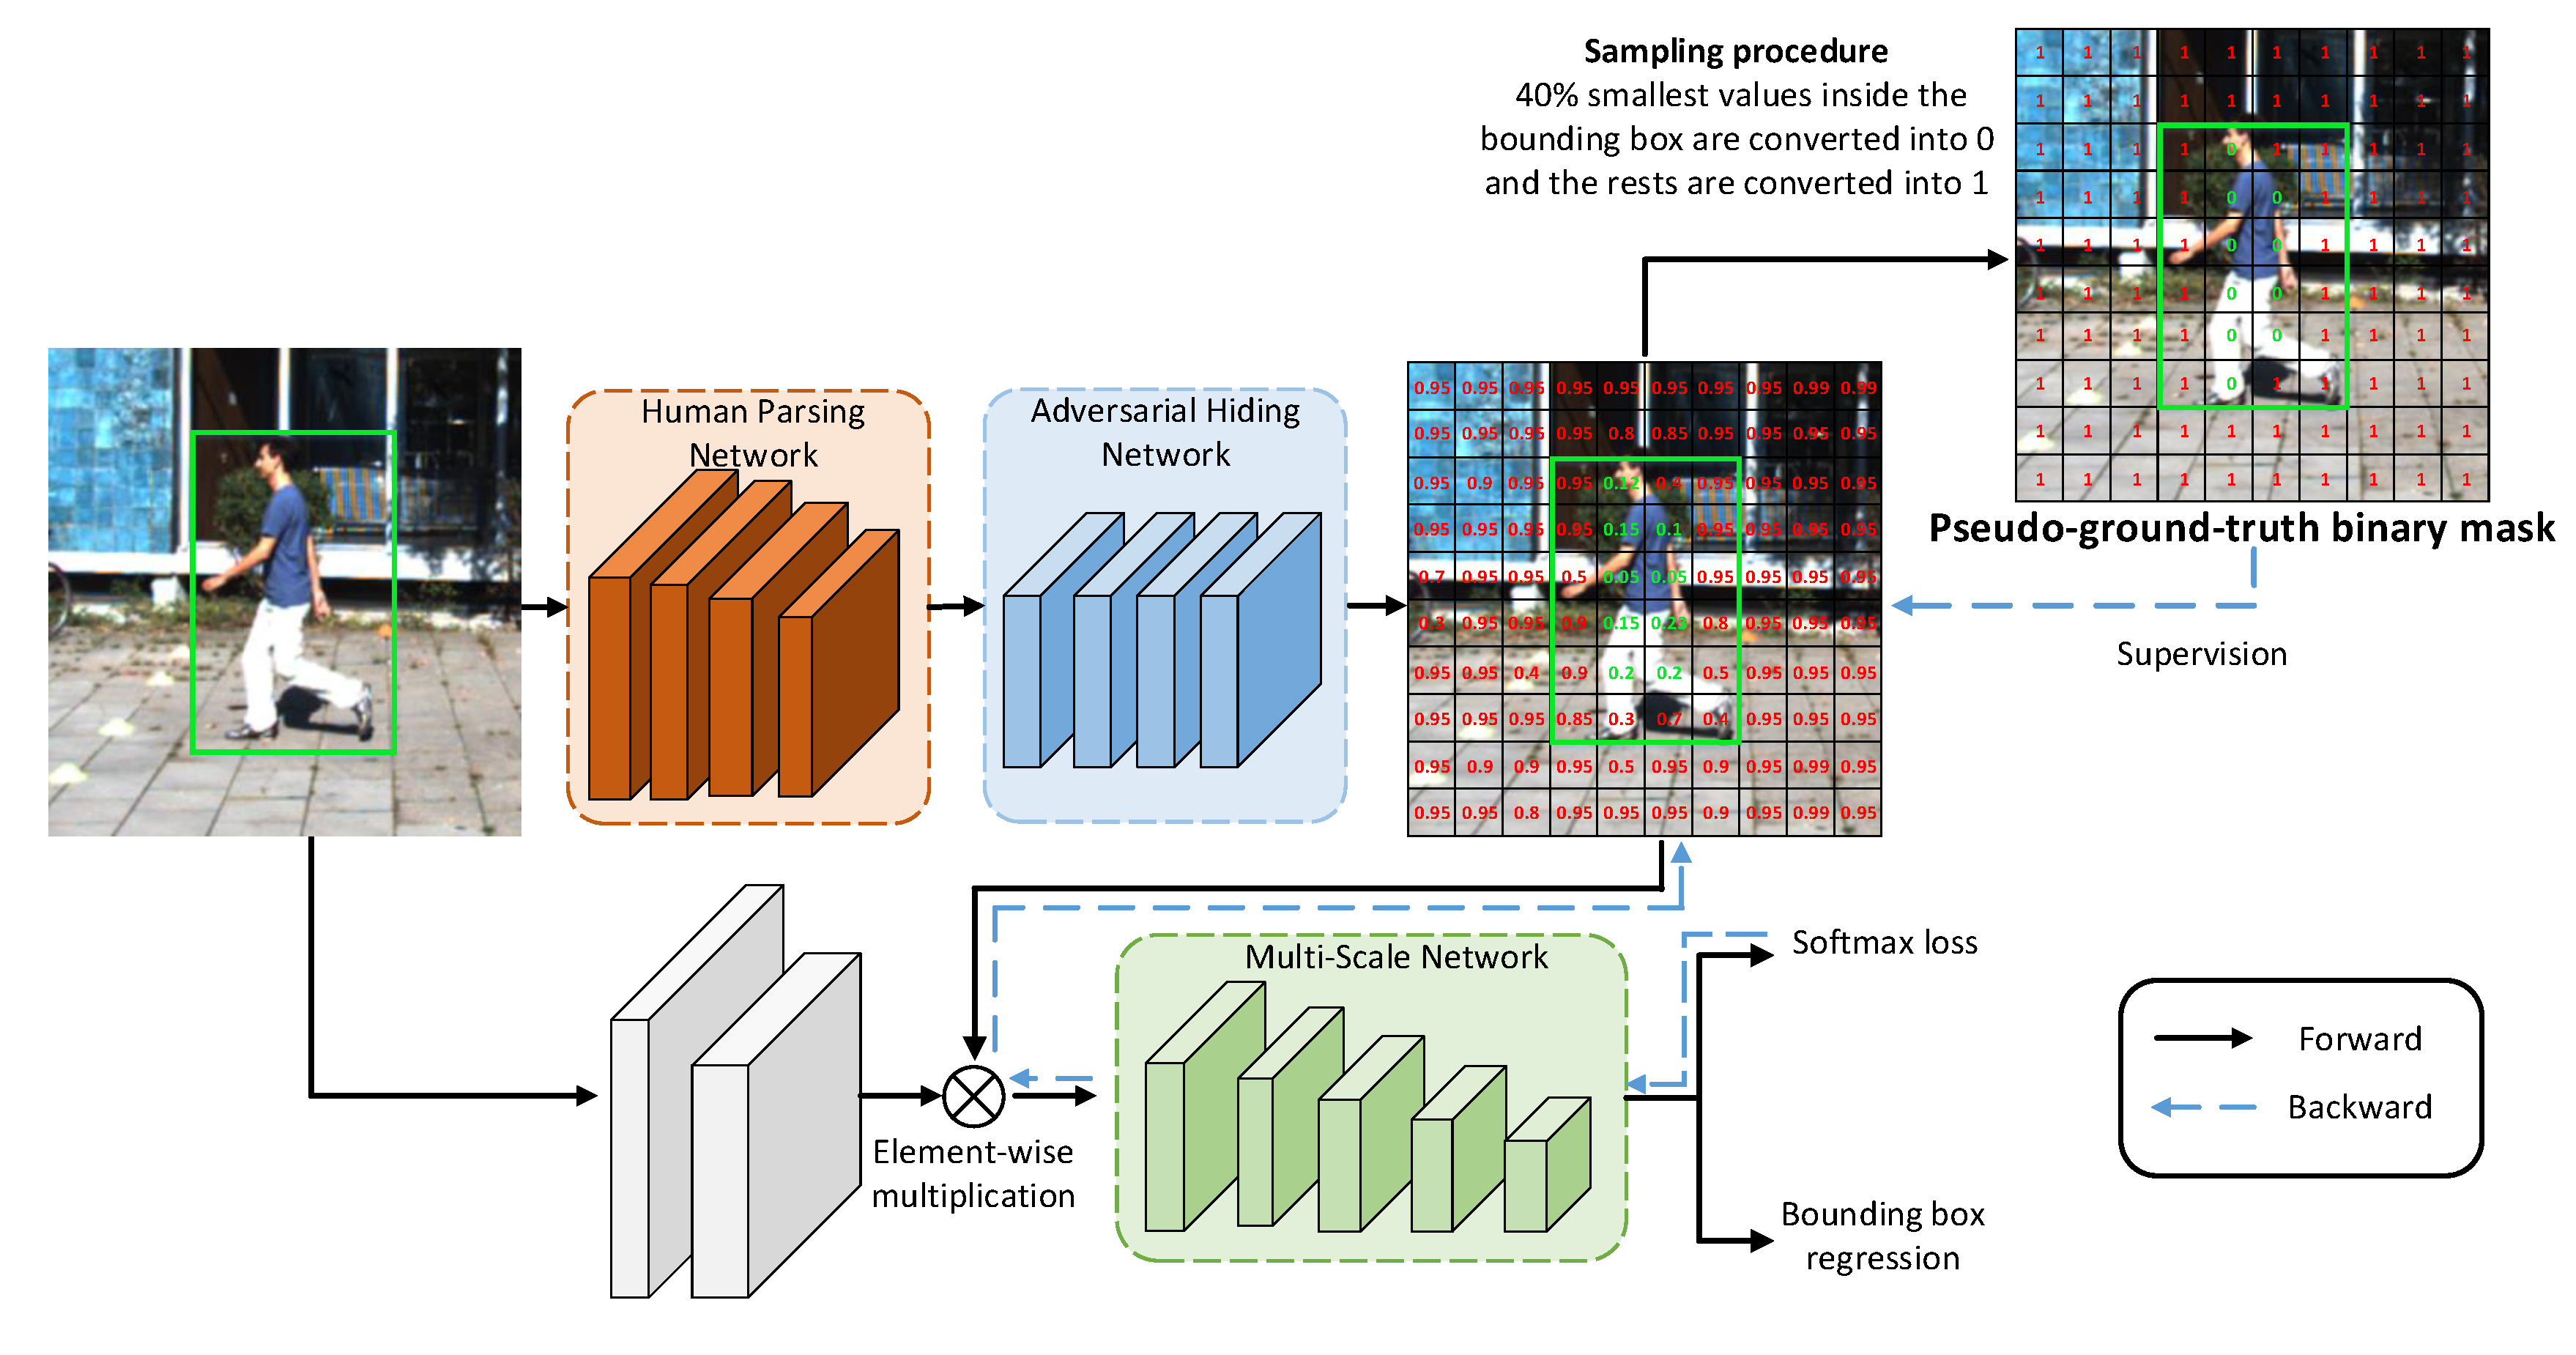 Sampling procedure
40% smallest values inside the
bounding box are converted into 0
and the rests are converted into 1
1 1 1 1 1 1 1 1 1 1
1 1 1 1 1 1 1 1 1 1
1 1 1 1 0 1 1 1 1 1
1 1 1 1 0 0 1 1 1 1
1 1 1 1 0 0 1 1 1 1
1 1 1 1 0 0 1 1 1 1
1 1 1 1 0 0 1 1 1 1
1 1 1 1 0 1 1 1 1 1
1 1 1 1 1 1 1 1 1 1
1 1 1 1 1 1 1 1 1 1
Pseudo-ground-truth binary mask
Supervision
Human Parsing
Network
Adversarial Hiding
Network
0.95 0.95 0.95 0.95 0.95 0.95 0.95 0.95 0.99 0.99
0.95 0.95 0.95 0.95 0.8 0.85 0.95 0.95 0.95 0.95
0.95 0.9 0.95 0.95 0.12 0.4 0.95 0.95 0.95 0.95
0.95 0.95 0.95 0.95 0.15 0.1 0.95 0.95 0.95 0.95
0.7 0.95 0.95 0.5 0.05 0.05 0.95 0.95 0.95 0.95
0.3 0.95 0.95 0.9 0.15 0.23 0.8 0.95 0.95 0.95
0.95 0.95 0.4 0.9 0.2 0.2 0.5 0.95 0.95 0.95
0.95 0.95 0.95 0.85 0.3 0.7 0.4 0.95 0.95 0.95
0.95 0.9 0.9 0.95 0.5 0.95 0.9 0.95 0.99 0.95
0.95 0.95 0.8 0.95 0.95 0.95 0.9 0.95 0.99 0.95
Element-wise
multiplication
Multi-Scale Network
Softmax loss
Bounding box
regression
Forward
Backward